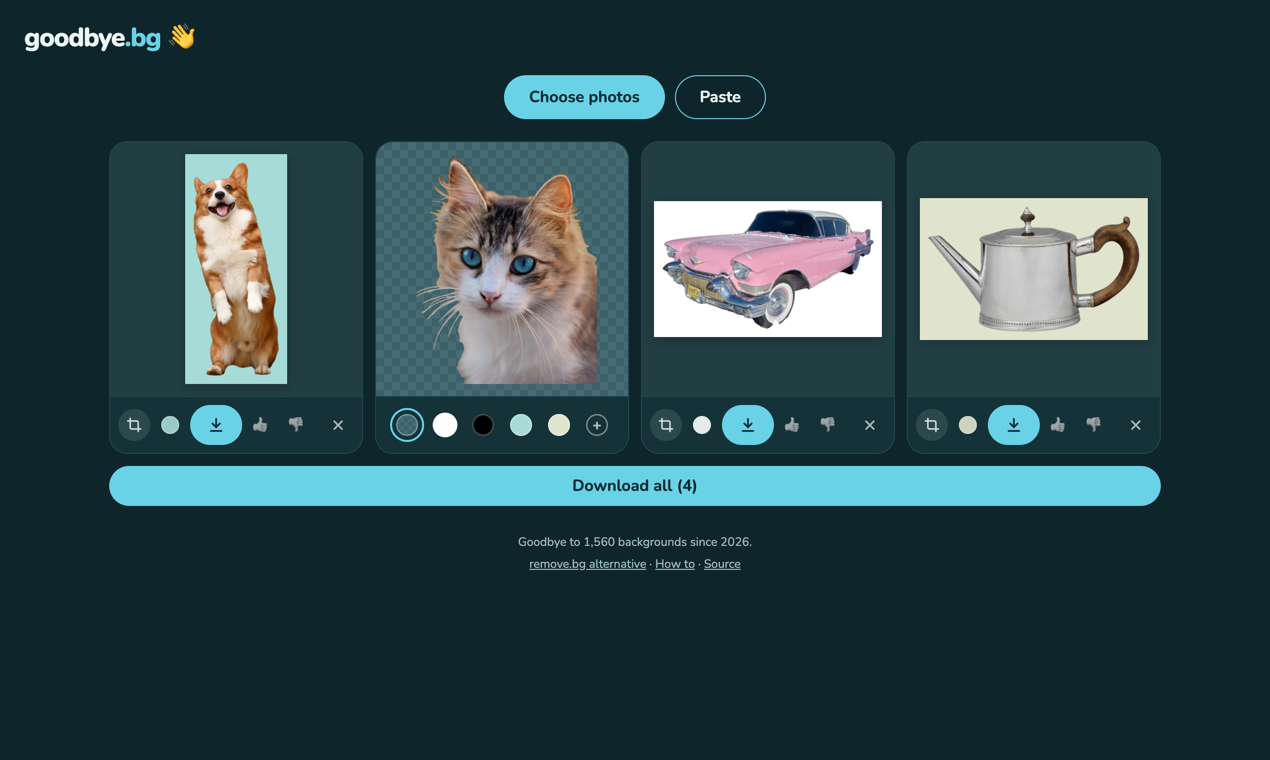 goodbye.bg
Choose photos
Paste
Download all (4)
Goodbye to 1,560 backgrounds since 2026.
remove.bg alternative · How to · Source